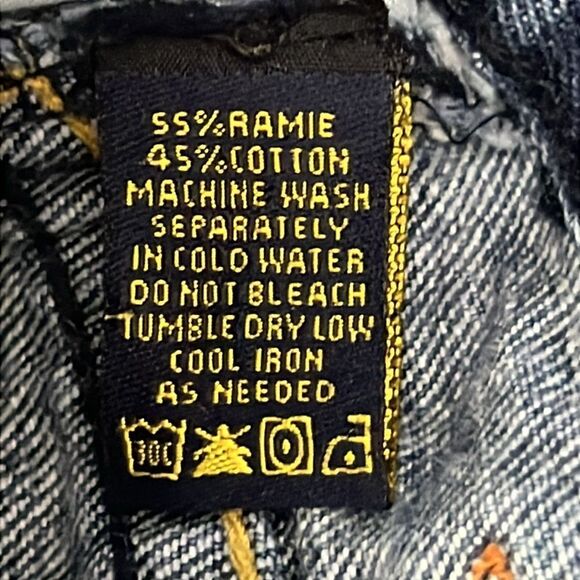 55%RAMIE
45%COTTON
MACHINE WASH
SEPARATELY
IN COLD WATER
DO NOT BLEACH
TUMBLE DRY LOW
COOL IRON
AS NEEDED
30C